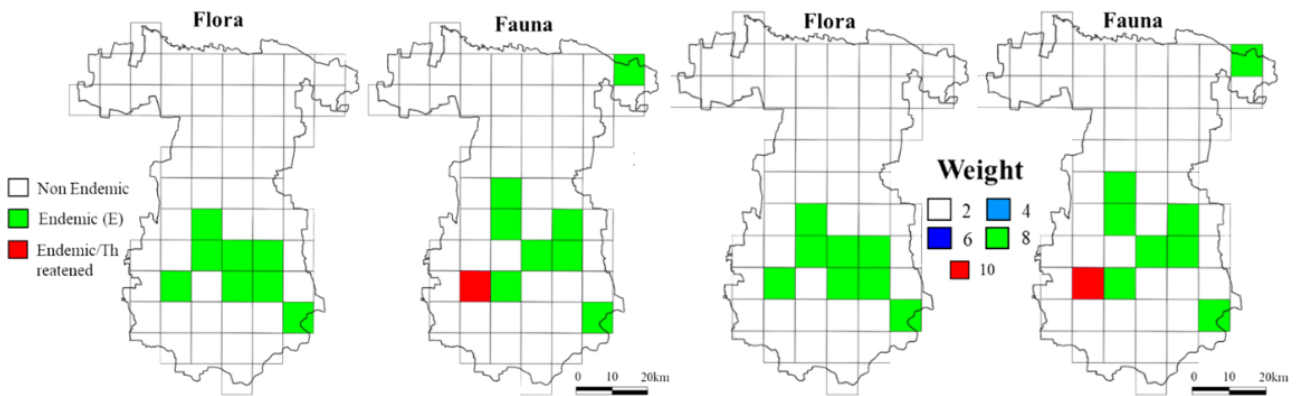 Flora
Fauna
Flora
Fauna
Non Endemic
Endemic (E)
Endemic/Th
reatened
Weight
2
4
6
8
10
0 10 20km
0 10 20km